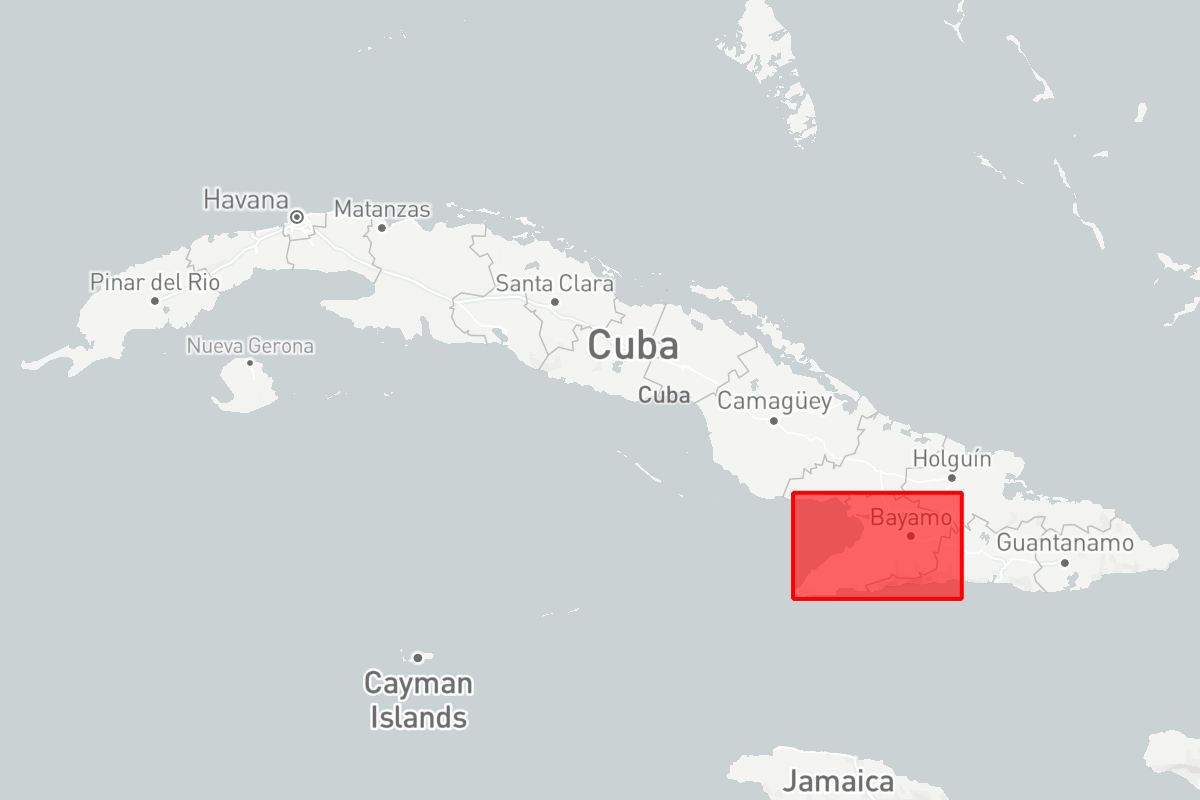 Havana
Matanzas
Pinar del Rio
Santa Clara
Nueva Gerona
Cuba
Cuba
Camagüey
Holguín
Bayamo
Guantanamo
Cayman
Islands
Jamaica